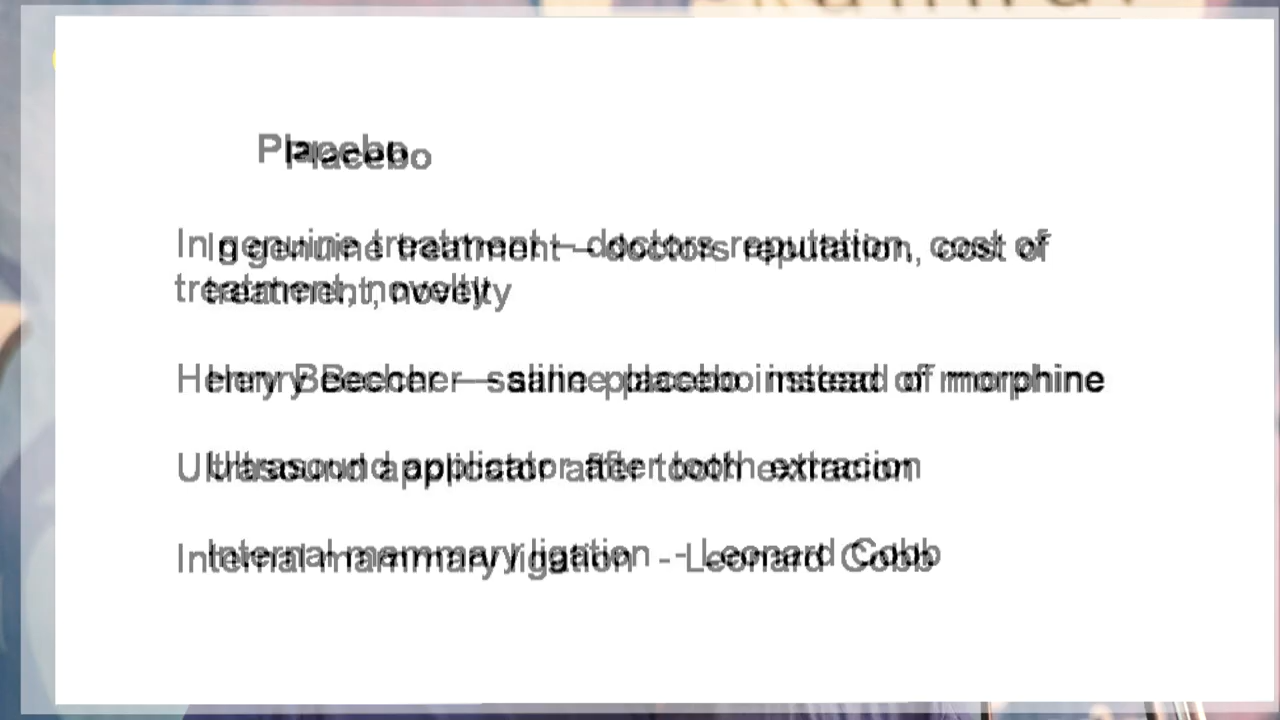 Placebo
In genuine treatment – doctors reputation, cost of
treatment, novelty
Henry Beecher – saline placebo instead of morphine
Ultrasound applicator after tooth extracion
Internal mammary ligation - Leonard Cobb